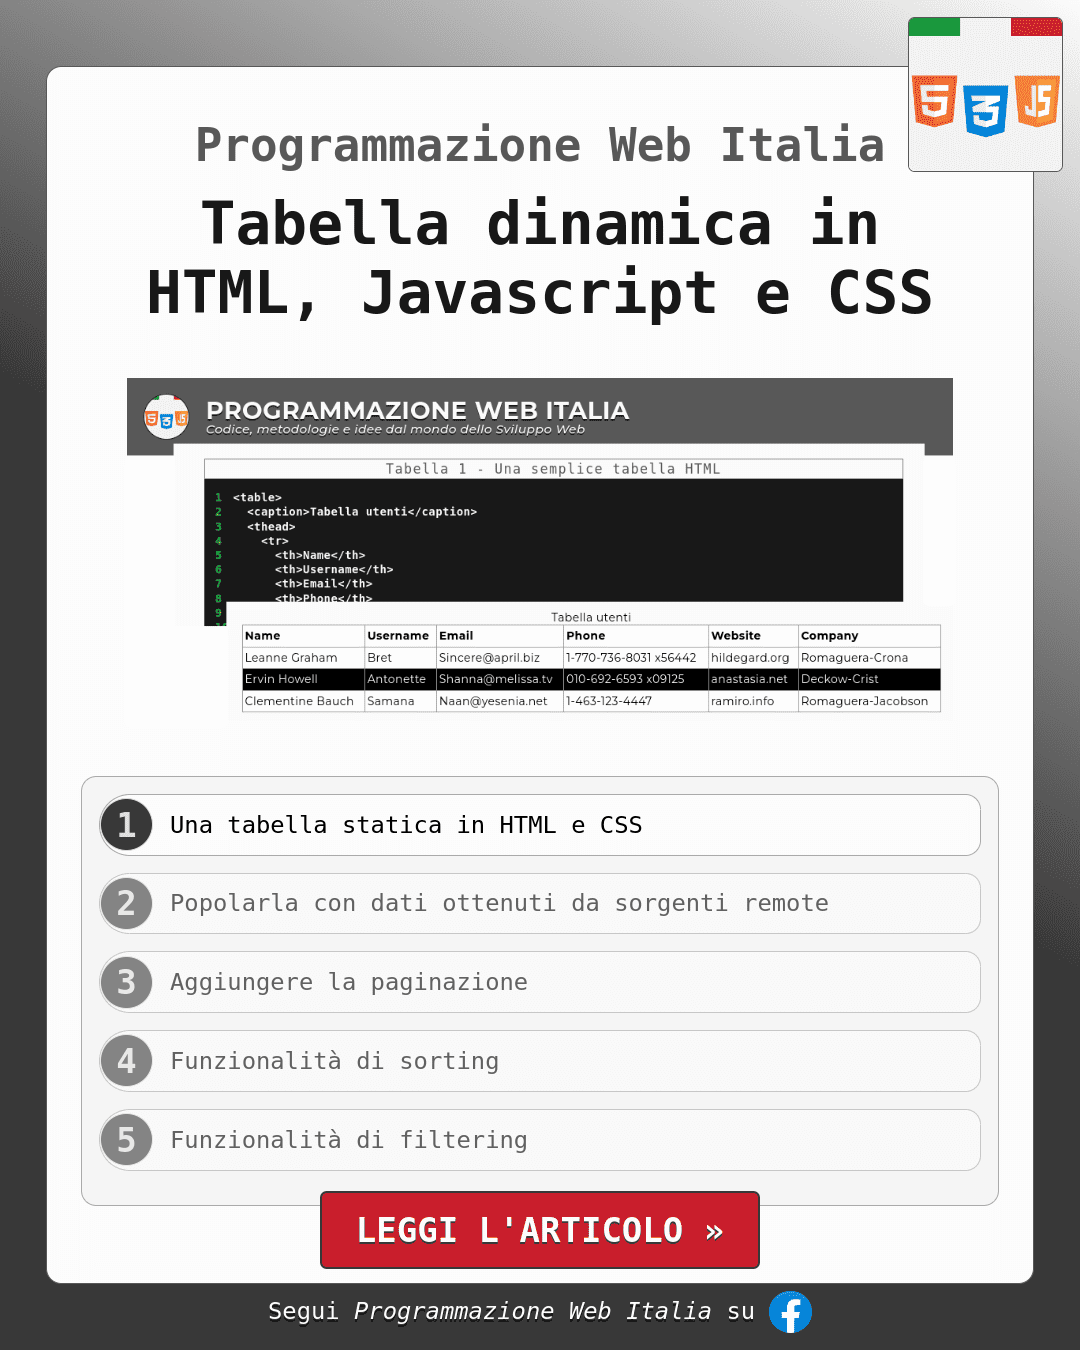 5 3 JS
Programmazione Web Italia
Tabella dinamica in
HTML, Javascript e CSS
5 3 JS
PROGRAMMAZIONE WEB ITALIA
Codice, metodologie e idee dal mondo dello Sviluppo Web
Tabella 1 - Una semplice tabella HTML
1 <table>
2 <caption>Tabella utenti</caption>
3 <thead>
4 <tr>
5 <th>Name</th>
6 <th>Username</th>
7 <th>Email</th>
8 <th>Phone</th>
9
Tabella utenti
Name Username Email Phone Website Company
Leanne Graham Bret Sincere@april.biz 1-770-736-8031 x56442 hildegard.org Romaguera-Crona
Ervin Howell Antonette Shanna@melissa.tv 010-692-6593 x09125 anastasia.net Deckow-Crist
Clementine Bauch Samana Naan@yesenia.net 1-463-123-4447 ramiro.info Romaguera-Jacobson
1 Una tabella statica in HTML e CSS
2 Popolarla con dati ottenuti da sorgenti remote
3 Aggiungere la paginazione
4 Funzionalità di sorting
5 Funzionalità di filtering
LEGGI L'ARTICOLO »
Segui Programmazione Web Italia su f